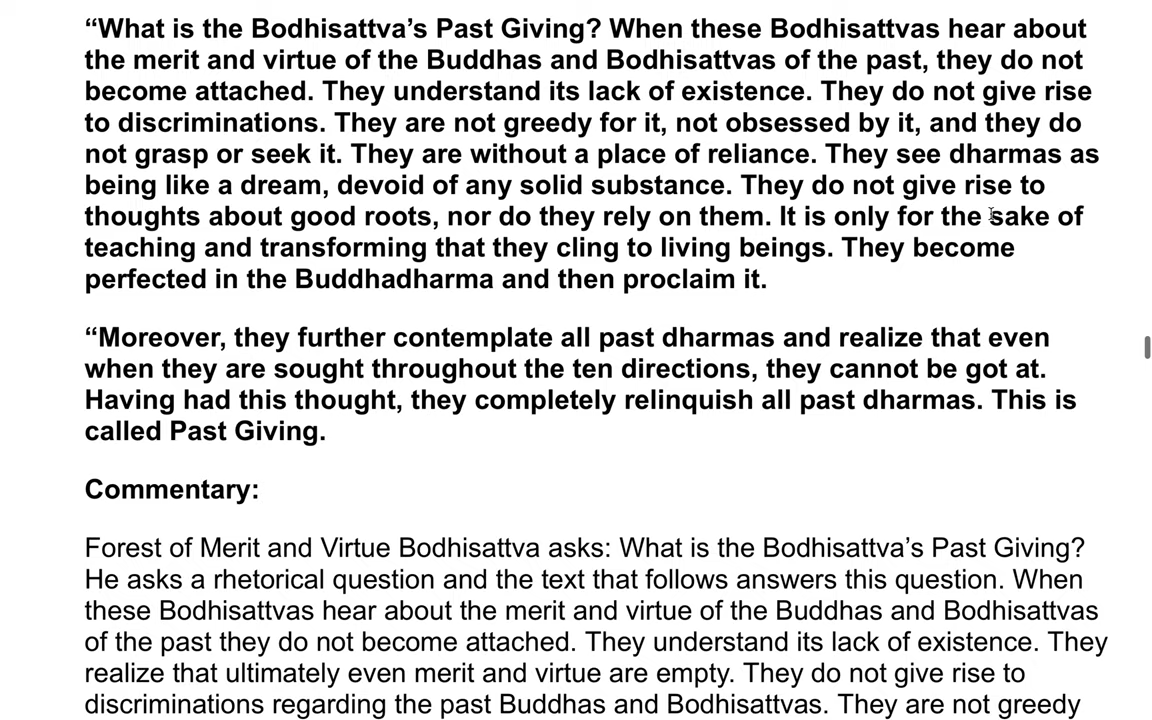 “What is the Bodhisattva’s Past Giving? When these Bodhisattvas hear about
the merit and virtue of the Buddhas and Bodhisattvas of the past, they do not
become attached. They understand its lack of existence. They do not give rise
to discriminations. They are not greedy for it, not obsessed by it, and they do
not grasp or seek it. They are without a place of reliance. They see dharmas as
being like a dream, devoid of any solid substance. They do not give rise to
thoughts about good roots, nor do they rely on them. It is only for the sake of
teaching and transforming that they cling to living beings. They become
perfected in the Buddhadharma and then proclaim it.
“Moreover, they further contemplate all past dharmas and realize that even
when they are sought throughout the ten directions, they cannot be got at.
Having had this thought, they completely relinquish all past dharmas. This is
called Past Giving.
Commentary:
Forest of Merit and Virtue Bodhisattva asks: What is the Bodhisattva’s Past Giving?
He asks a rhetorical question and the text that follows answers this question. When
these Bodhisattvas hear about the merit and virtue of the Buddhas and Bodhisattvas
of the past they do not become attached. They understand its lack of existence. They
realize that ultimately even merit and virtue are empty. They do not give rise to
discriminations regarding the past Buddhas and Bodhisattvas. They are not greedy